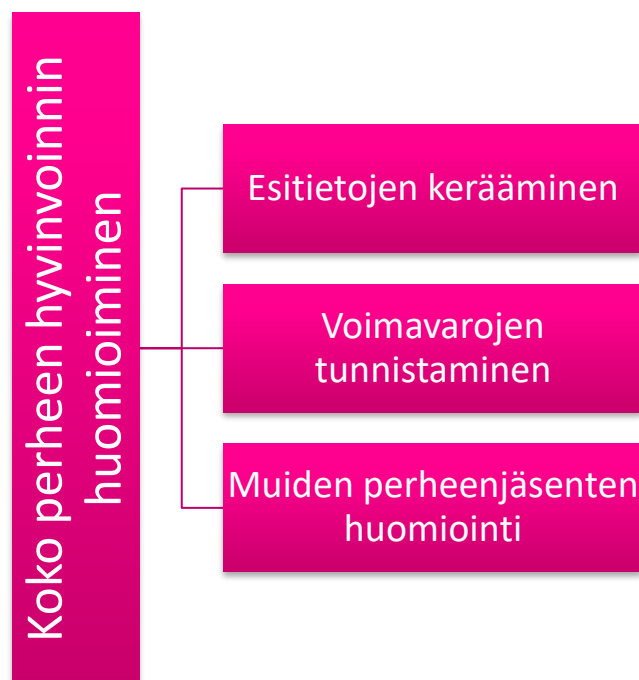 Koko perheen hyvinvoinnin
huomioiminen
Esitietojen kerääminen
Voimavarojen
tunnistaminen
Muiden perheenjäsenten
huomiointi